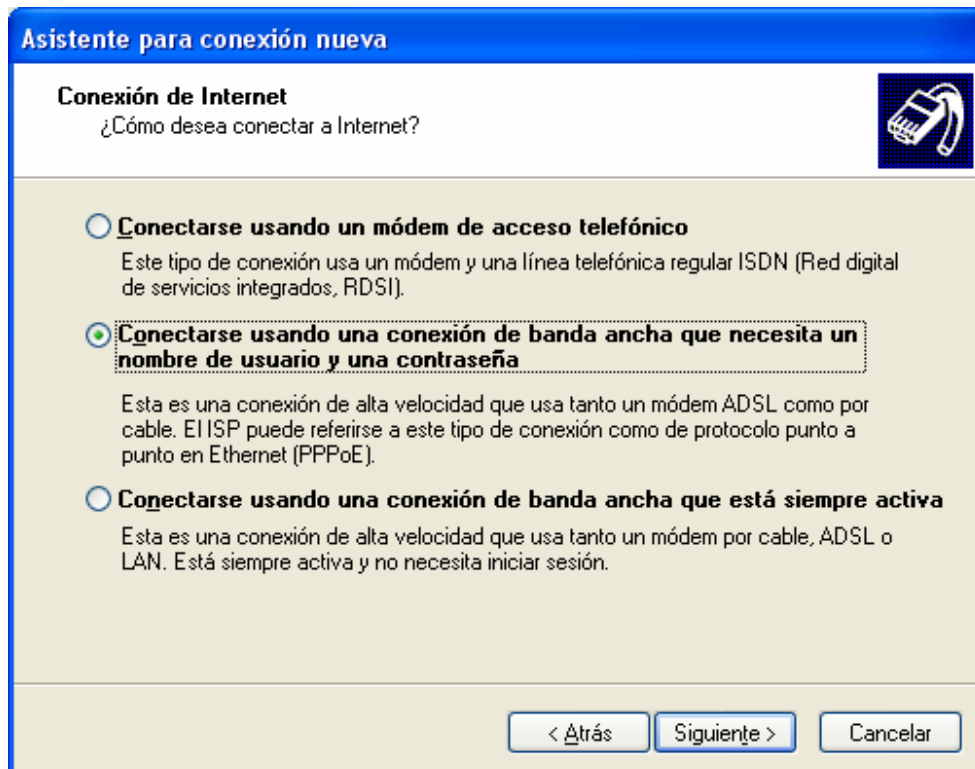 Asistente para conexión nueva
Conexión de Internet
¿Cómo desea conectar a Internet?
Conectarse usando un módem de acceso telefónico
Este tipo de conexión usa un módem y una línea telefónica regular ISDN (Red digital
de servicios integrados, RDSI).
Conectarse usando una conexión de banda ancha que necesita un
nombre de usuario y una contraseña
Esta es una conexión de alta velocidad que usa tanto un módem ADSL como por
cable. El ISP puede referirse a este tipo de conexión como de protocolo punto a
punto en Ethernet (PPPoE).
Conectarse usando una conexión de banda ancha que está siempre activa
Esta es una conexión de alta velocidad que usa tanto un módem por cable, ADSL o
LAN. Está siempre activa y no necesita iniciar sesión.
< Atrás Siguiente > Cancelar